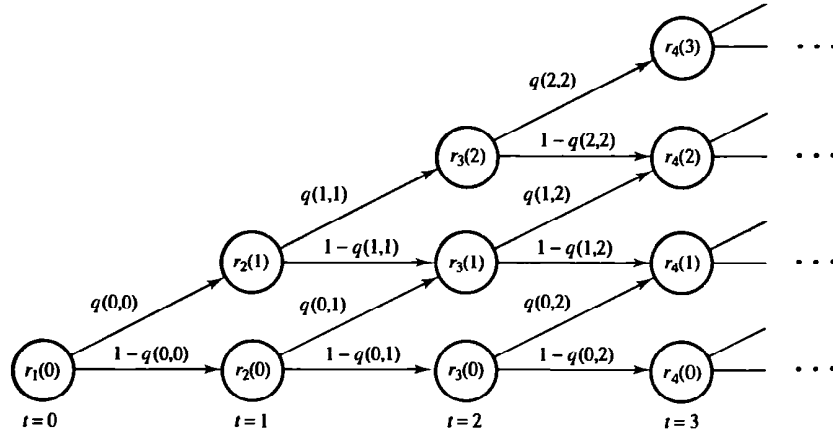 r₄(3)
q(2,2)
r₃(2) 1 – q(2,2) r₄(2)
q(1,1) q(1,2)
r₂(1) 1 – q(1,1) r₃(1) 1 – q(1,2) r₄(1)
q(0,0) q(0,1) q(0,2)
r₁(0) 1 – q(0,0) r₂(0) 1 – q(0,1) r₃(0) 1 – q(0,2) r₄(0)
t = 0 t = 1 t = 2 t = 3